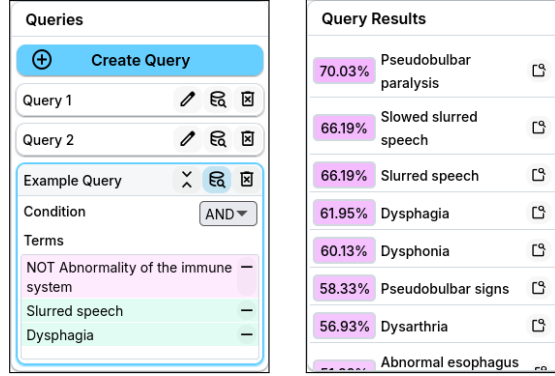 Queries
Create Query
Query 1
Query 2
Example Query
Condition
AND
Terms
NOT Abnormality of the immune
system
Slurred speech
Dysphagia
Query Results
70.03%
Pseudobulbar
paralysis
66.19%
Slowed slurred
speech
66.19% Slurred speech
61.95% Dysphagia
60.13% Dysphonia
58.33% Pseudobulbar signs
56.93% Dysarthria
Abnormal esophagus